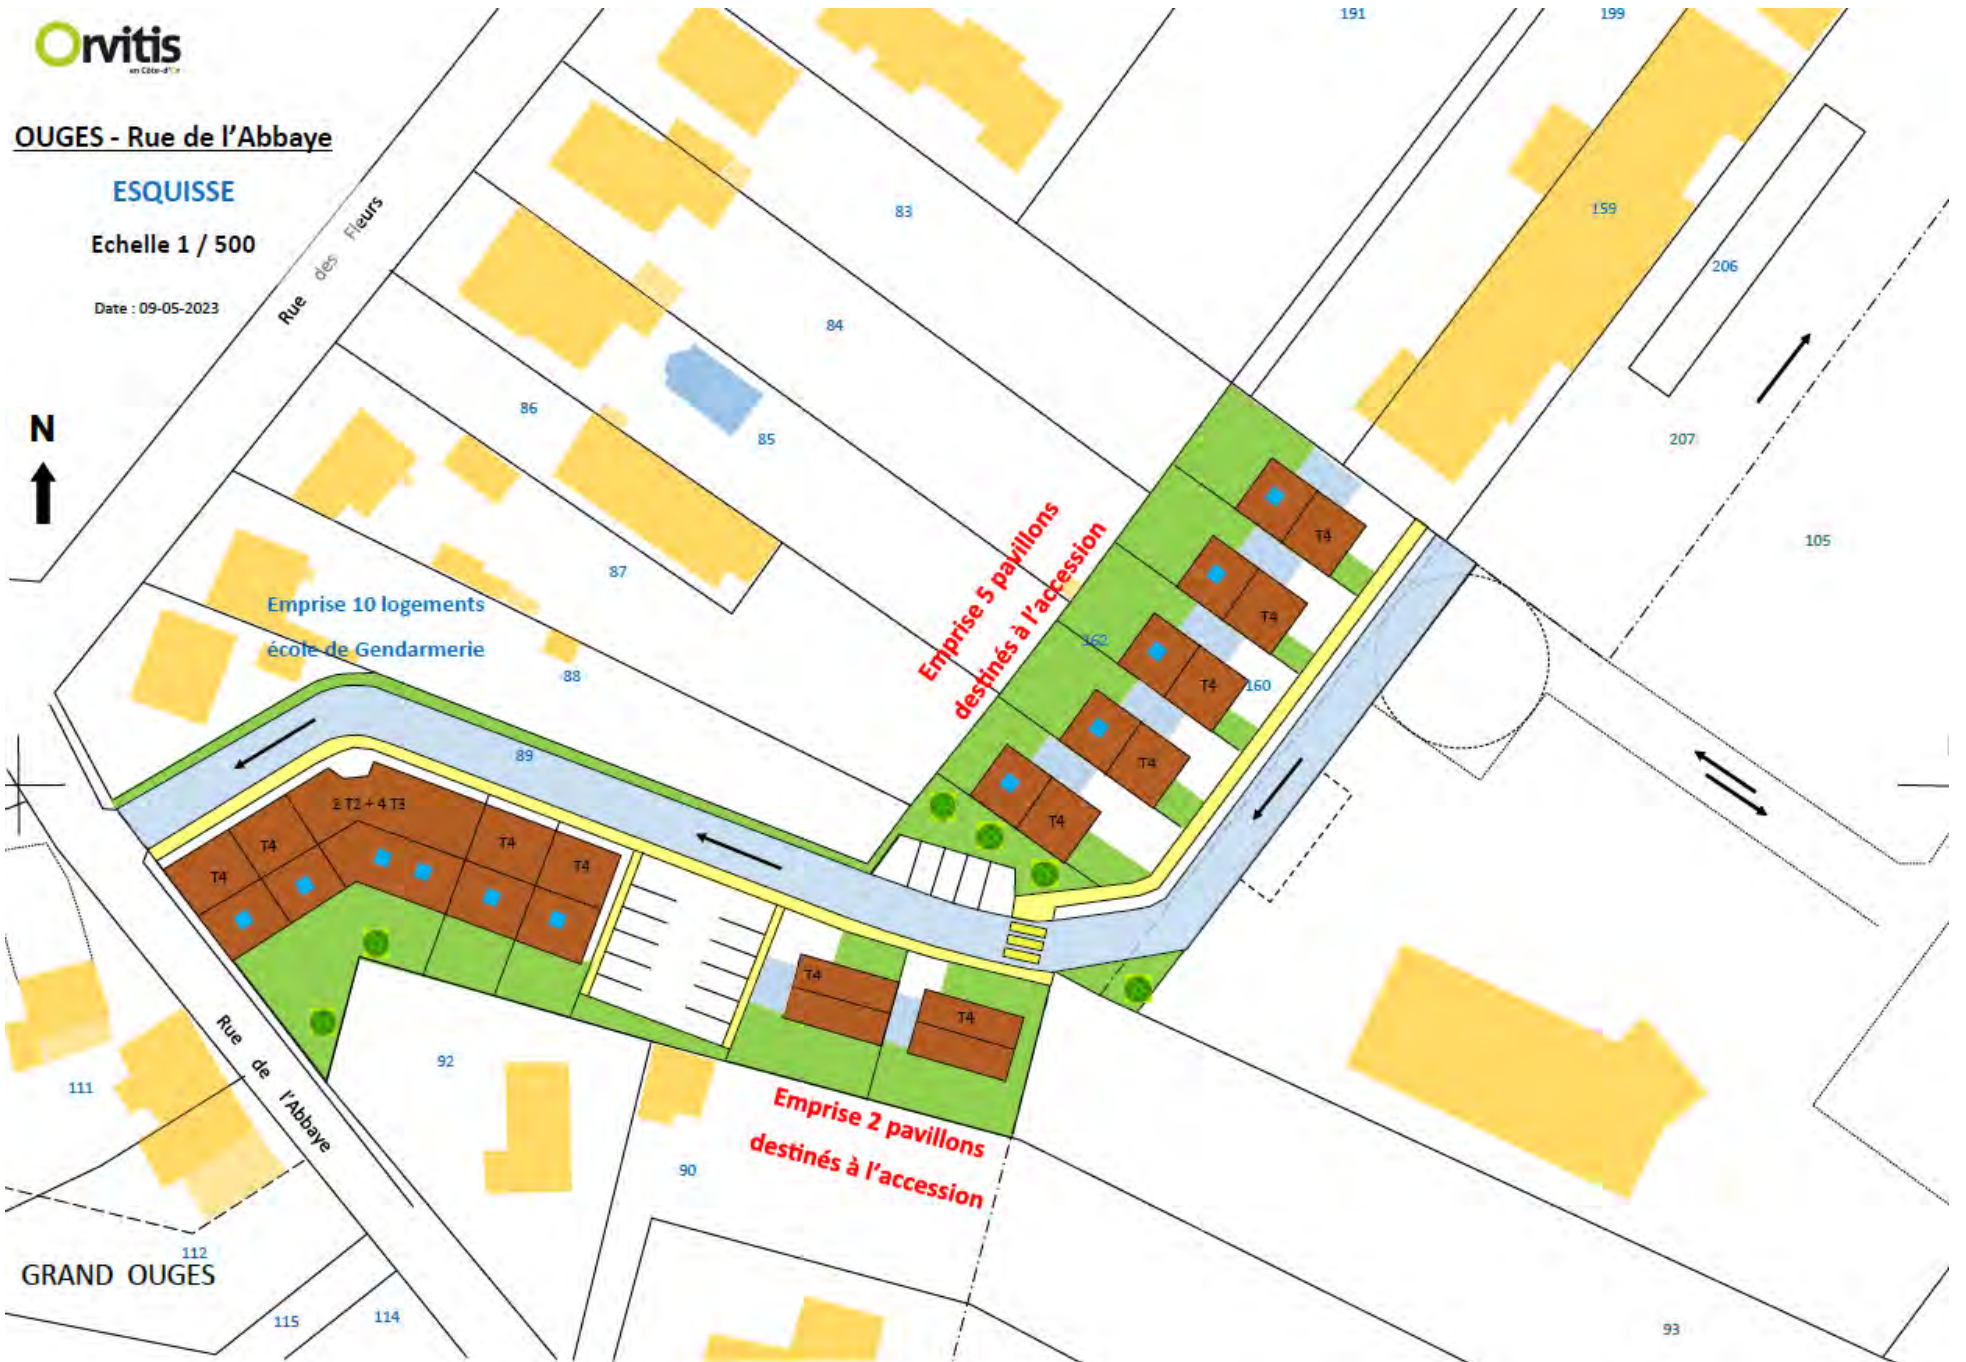 Orvitis
en Côte-d'Or
OUGES - Rue de l'Abbaye
ESQUISSE
Echelle 1 / 500
Date : 09-05-2023
N
Rue des Fleurs
191
199
83
159
206
84
86
85
207
105
87
Emprise 10 logements
école de Gendarmerie
88
Emprise 5 pavillons
destinés à l'accession
162
160
T4
T4
T4
T4
T4
89
2 T2 + 4 T3
T4
T4
T4
T4
T4
T4
Rue de l'Abbaye
92
111
Emprise 2 pavillons
destinés à l'accession
90
112
GRAND OUGES
115
114
93